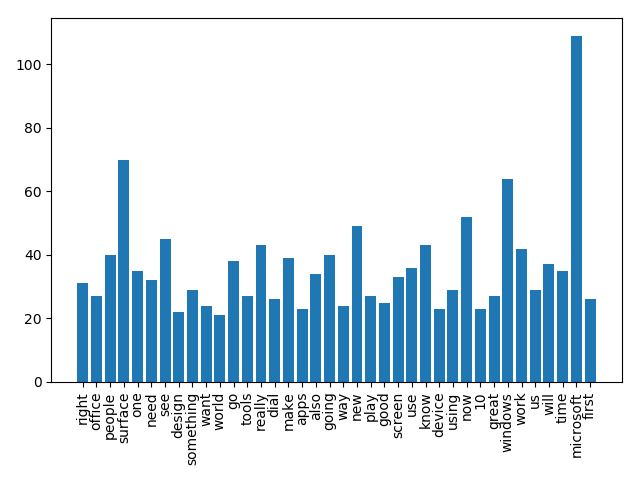 100
80
60
40
20
0
right
office
people
surface
one
need
see
design
something
want
world
go
tools
really
dial
make
apps
also
going
way
new
play
good
screen
use
know
device
using
now
10
great
windows
work
us
will
time
microsoft
first